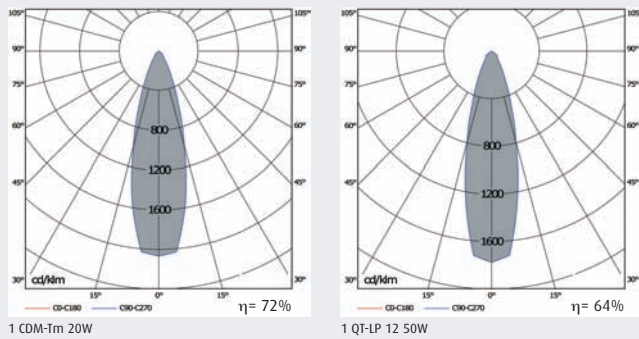 105° 105°
90° 90°
75° 75°
60° 60°
45° 45°
30° 30°
800
1200
1600
cd/klm
15° 0° 15°
C0-C180 C90-C270
η= 72%
1 CDM-Tm 20W
105° 105°
90° 90°
75° 75°
60° 60°
45° 45°
30° 30°
800
1200
1600
cd/klm
15° 0° 15°
C0-C180 C90-C270
η= 64%
1 QT-LP 12 50W